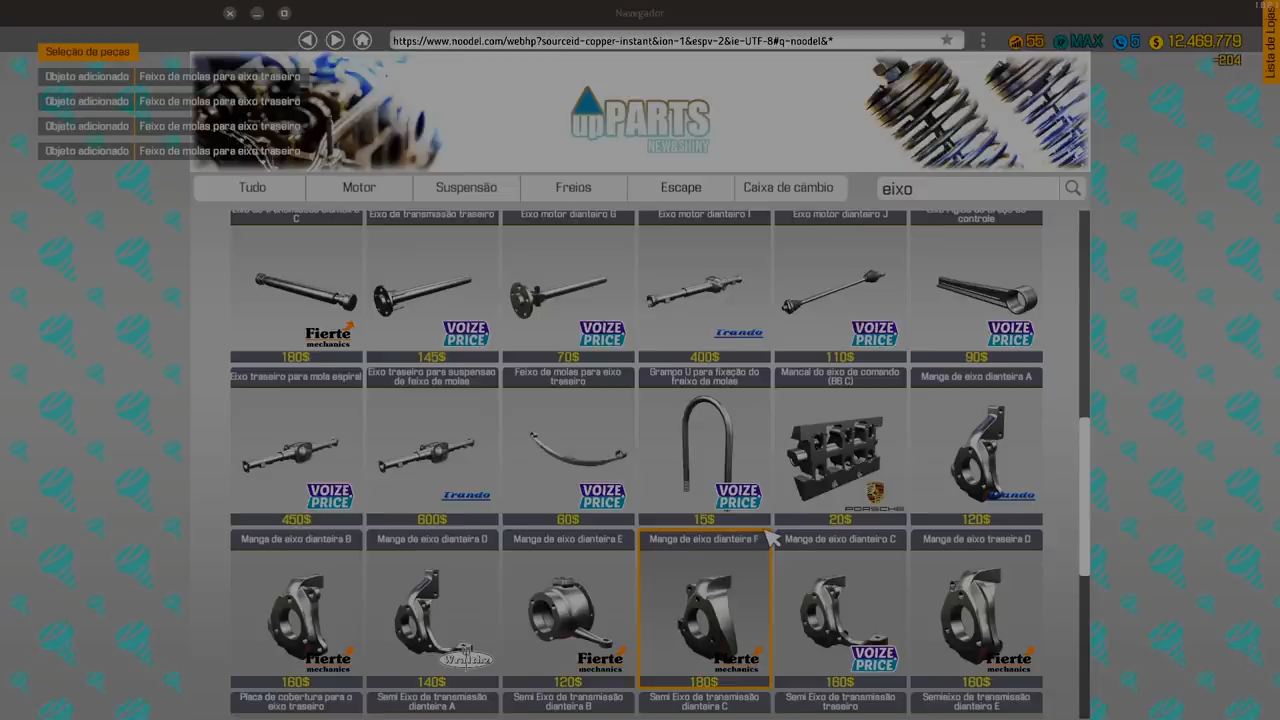 Navegador
https://www.noodel.com/webhp?sourceid-copper-instant&ion-1&espv-2&ie-UTF-8#q-noodel&*
55 MAX 5 12,469,779
-204
Lista de Lojas
Seleção de peças
Objeto adicionado Feixo de molas para eixo traseiro
Objeto adicionado Feixo de molas para eixo traseiro
Objeto adicionado Feixo de molas para eixo traseiro
Objeto adicionado Feixo de molas para eixo traseiro
upPARTS
NEW&SHINY
Tudo Motor Suspensão Freios Escape Caixa de câmbio eixo
C
Eixo de transmissão traseiro
Eixo motor dianteiro G
Eixo motor dianteiro I
Eixo motor dianteiro J
controle
Fierte mechanics
VOIZE PRICE
VOIZE PRICE
Trando
VOIZE PRICE
VOIZE PRICE
180$ 145$ 70$ 400$ 110$ 90$
Eixo traseiro para mola espiral
Eixo traseiro para suspensão de feixo de molas
Feixo de molas para eixo traseiro
Grampo U para fixação do freixo de molas
Mancal do eixo de comando (B6 C)
Manga de eixo dianteira A
VOIZE PRICE
Trando
VOIZE PRICE
VOIZE PRICE
PORSCHE
Trando
450$ 600$ 60$ 15$ 20$ 120$
Manga de eixo dianteira B
Manga de eixo dianteira D
Manga de eixo dianteira E
Manga de eixo dianteira F
Manga de eixo dianteiro C
Manga de eixo traseira D
Fierte mechanics
Fierte mechanics
Fierte mechanics
VOIZE PRICE
Fierte mechanics
160$ 140$ 120$ 180$ 160$ 160$
Placa de cobertura para o eixo traseiro
Semi Eixo de transmissão dianteira A
Semi Eixo de transmissão dianteira B
Semi Eixo de transmissão dianteira C
Semi Eixo de transmissão traseiro
Semieixo de transmissão dianteiro E